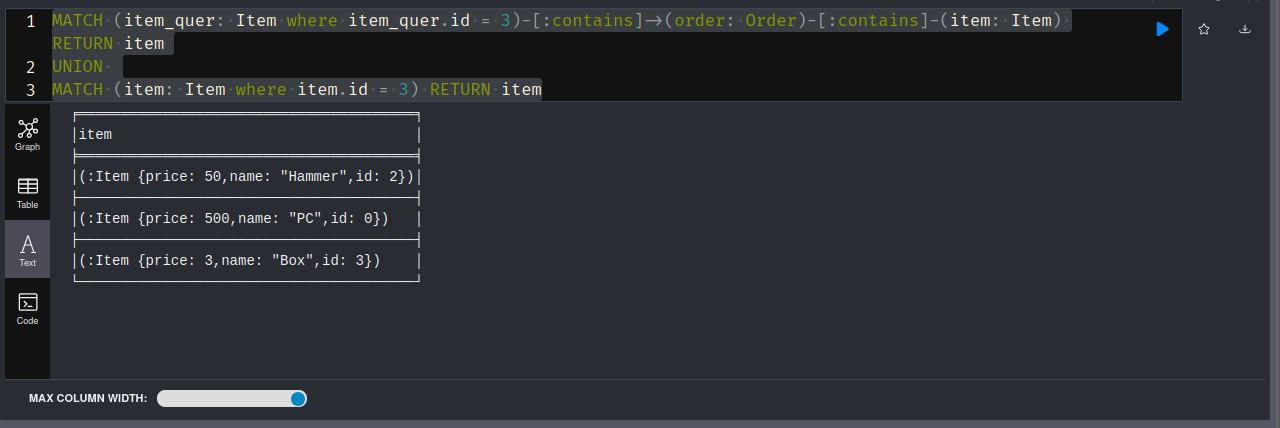 1 MATCH (item_quer: Item where item_quer.id = 3)-[:contains]->(order: Order)-[:contains]-(item: Item)
RETURN item
2 UNION
3 MATCH (item: Item where item.id = 3) RETURN item
Graph
Table
Text
Code
item
(:Item {price: 50,name: "Hammer",id: 2})
(:Item {price: 500,name: "PC",id: 0})
(:Item {price: 3,name: "Box",id: 3})
MAX COLUMN WIDTH: